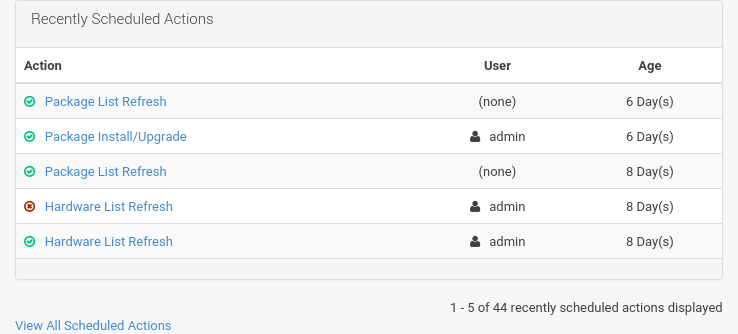 Recently Scheduled Actions
Action User Age
Package List Refresh (none) 6 Day(s)
Package Install/Upgrade admin 6 Day(s)
Package List Refresh (none) 8 Day(s)
Hardware List Refresh admin 8 Day(s)
Hardware List Refresh admin 8 Day(s)
1 - 5 of 44 recently scheduled actions displayed
View All Scheduled Actions